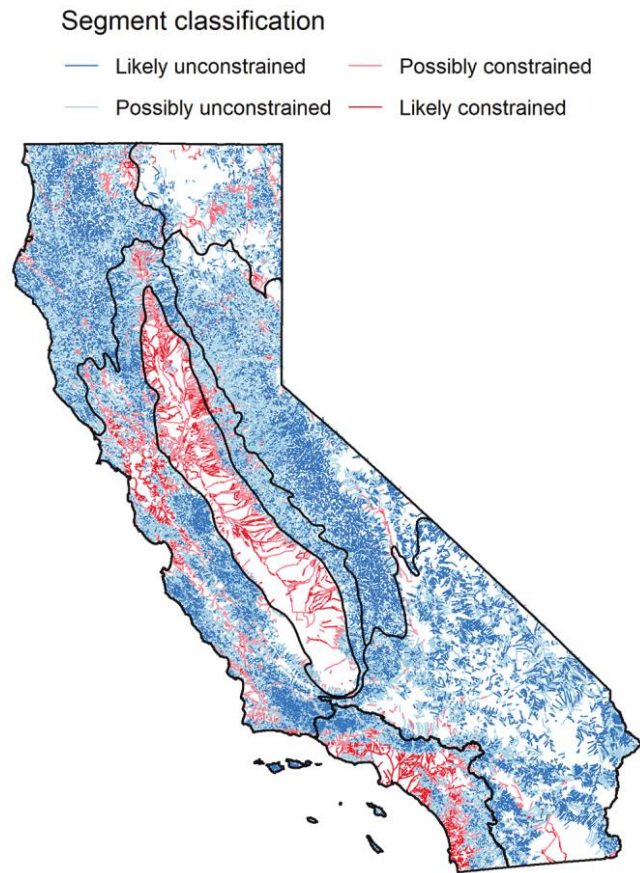 Segment classification
Likely unconstrained
Possibly constrained
Possibly unconstrained
Likely constrained